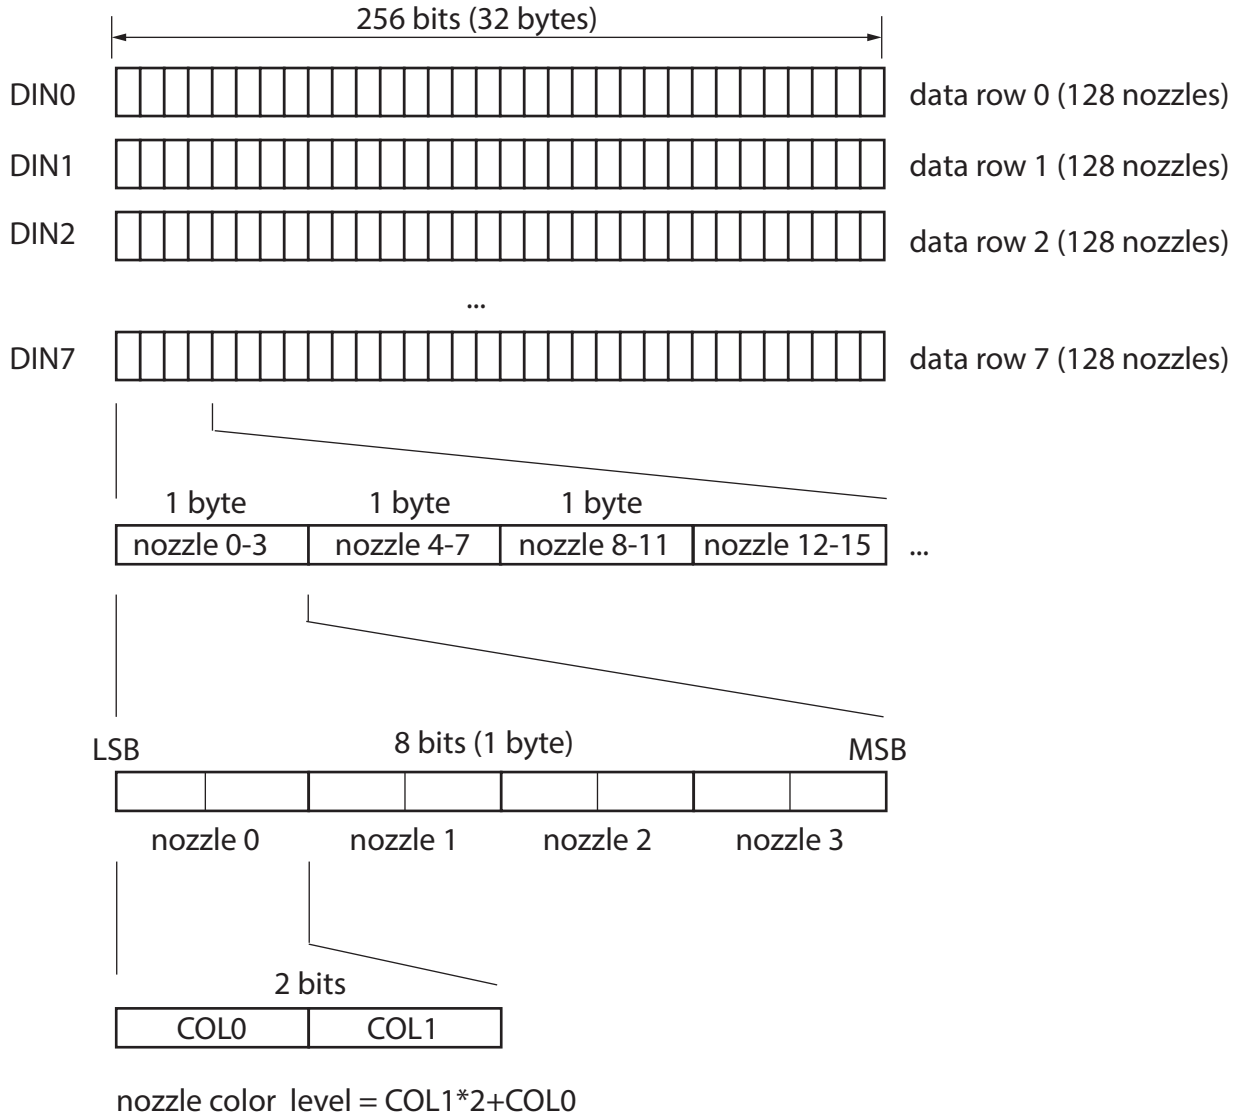 256 bits (32 bytes)
DIN0 data row 0 (128 nozzles)
DIN1 data row 1 (128 nozzles)
DIN2 data row 2 (128 nozzles)
...
DIN7 data row 7 (128 nozzles)
1 byte 1 byte 1 byte
nozzle 0-3 nozzle 4-7 nozzle 8-11 nozzle 12-15 ...
LSB 8 bits (1 byte) MSB
nozzle 0 nozzle 1 nozzle 2 nozzle 3
2 bits
COL0 COL1
nozzle color level = COL1*2+COL0